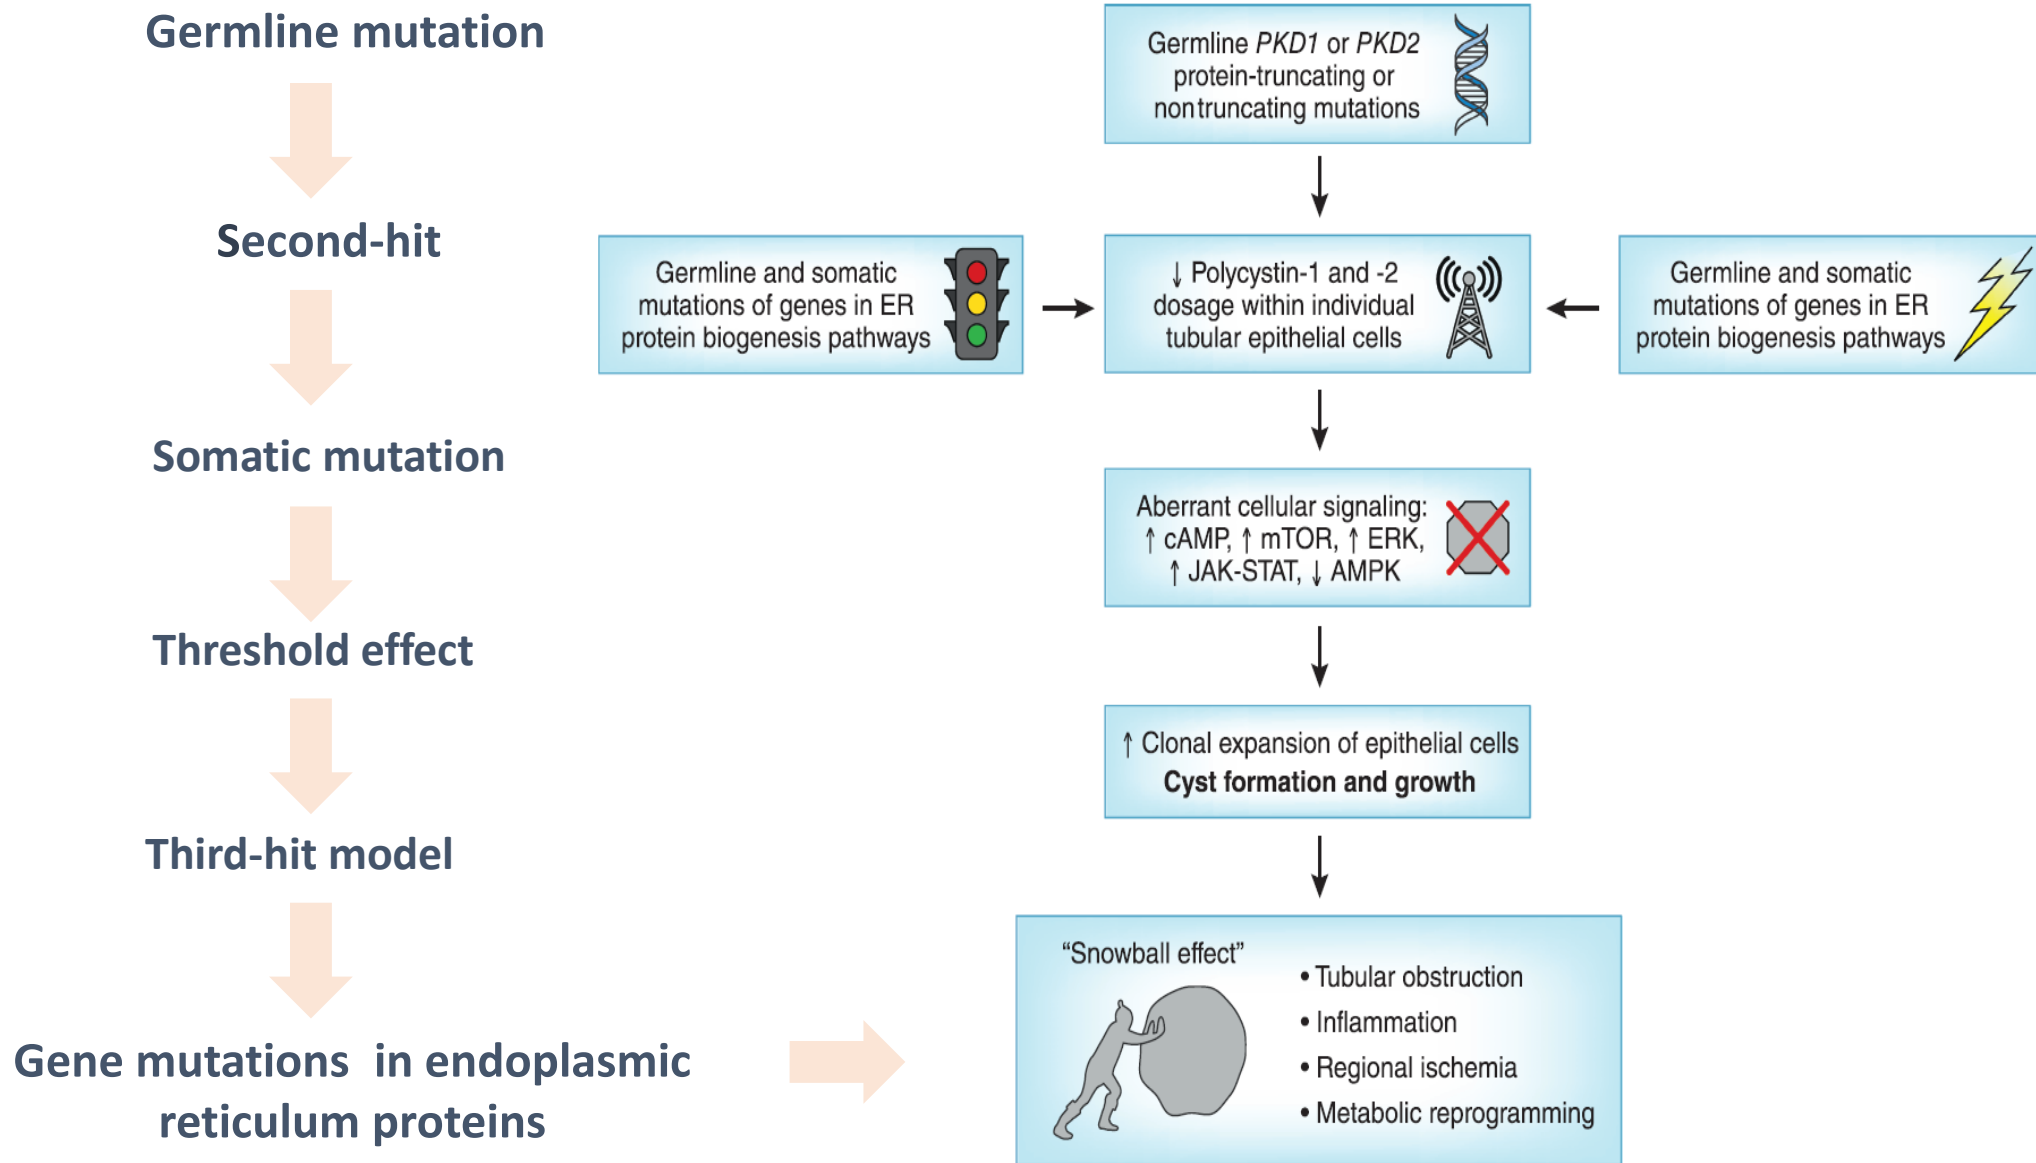 Germline mutation
Second-hit
Somatic mutation
Threshold effect
Third-hit model
Gene mutations in endoplasmic
reticulum proteins
Germline PKD1 or PKD2
protein-truncating or
nontruncating mutations
Germline and somatic
mutations of genes in ER
protein biogenesis pathways
↓ Polycystin-1 and -2
dosage within individual
tubular epithelial cells
Germline and somatic
mutations of genes in ER
protein biogenesis pathways
Aberrant cellular signaling:
↑ cAMP, ↑ mTOR, ↑ ERK,
↑ JAK-STAT, ↓ AMPK
↑ Clonal expansion of epithelial cells
Cyst formation and growth
“Snowball effect”
• Tubular obstruction
• Inflammation
• Regional ischemia
• Metabolic reprogramming